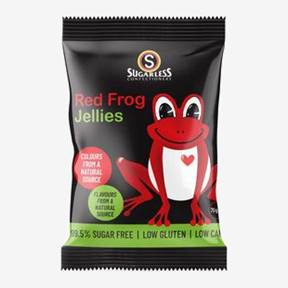 S
SUGARLESS
CONFECTIONERY
Red Frog
Jellies
COLOURS
FROM A
NATURAL
SOURCE
FLAVOURS
FROM A
NATURAL
SOURCE
99.5% SUGAR FREE | LOW GLUTEN | LOW